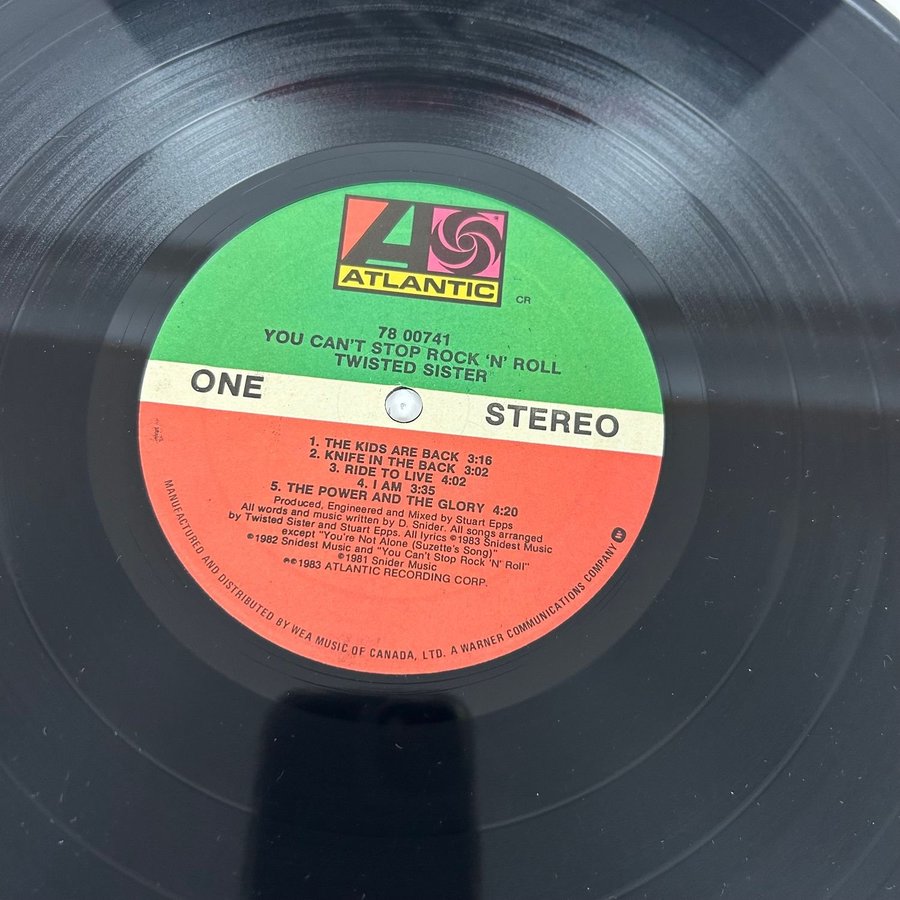 ATLANTIC
CR
78 00741
YOU CAN'T STOP ROCK 'N' ROLL
TWISTED SISTER
ONE
STEREO
1. THE KIDS ARE BACK 3:16
2. KNIFE IN THE BACK 3:02
3. RIDE TO LIVE 4:02
4. I AM 3:35
5. THE POWER AND THE GLORY 4:20
Produced, Engineered and Mixed by Stuart Epps
All words and music written by D. Snider. All songs arranged
by Twisted Sister and Stuart Epps. All lyrics ©1983 Snidest Music
except "You're Not Alone (Suzette's Song)"
©1982 Snidest Music and "You Can't Stop Rock 'N' Roll"
©1981 Snider Music
℗©1983 ATLANTIC RECORDING CORP.
MANUFACTURED AND DISTRIBUTED BY WEA MUSIC OF CANADA, LTD. A WARNER COMMUNICATIONS COMPANY